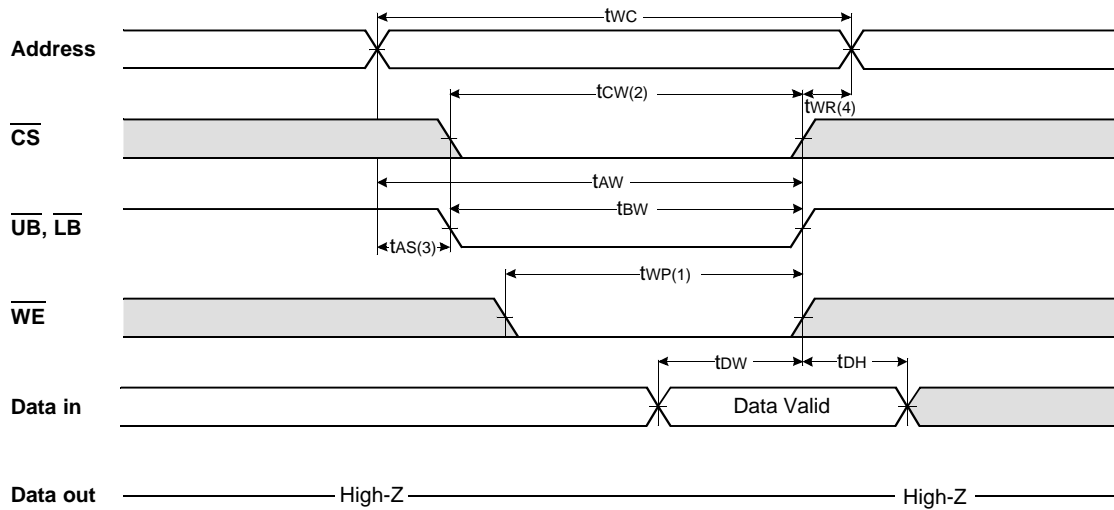 tWC
Address
tCW(2)
tWR(4)
CS
tAW
tBW
UB, LB
tAS(3)
tWP(1)
WE
tDW
tDH
Data in
Data Valid
Data out
High-Z
High-Z